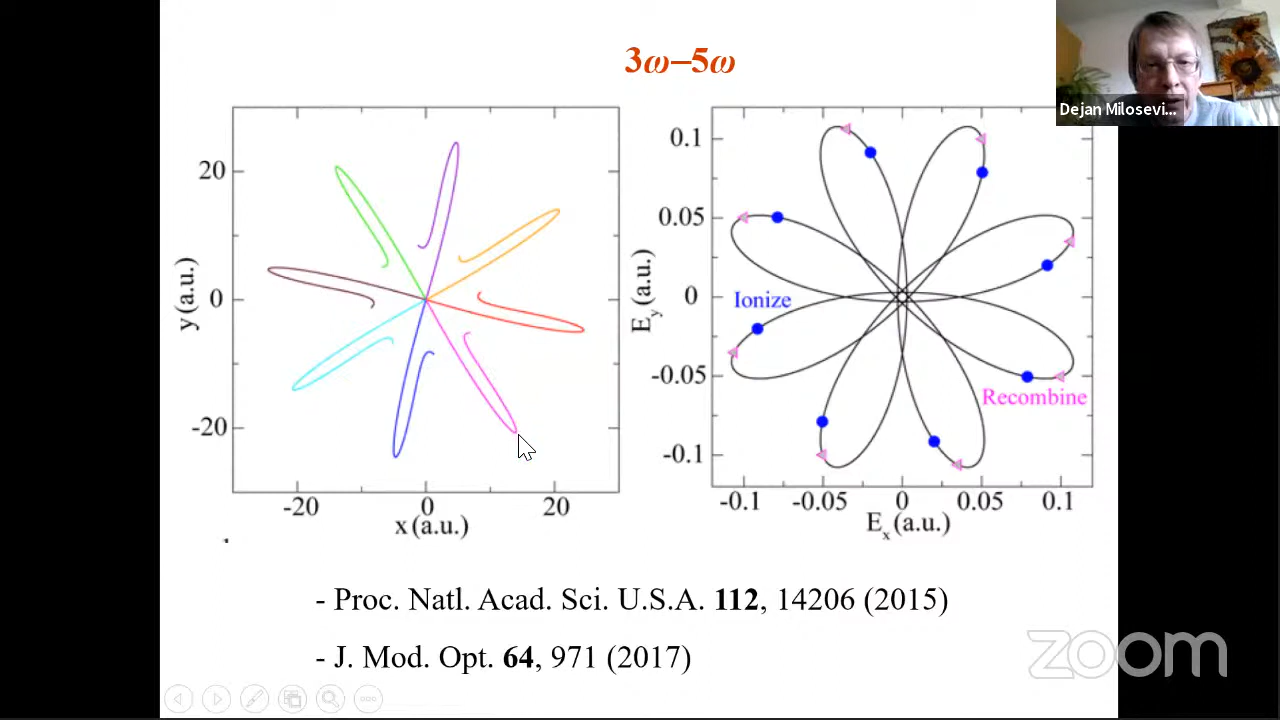 3ω–5ω
Dejan Milosevi...
20
0
-20
y (a.u.)
-20
0
20
x (a.u.)
0.1
0.05
0
-0.05
-0.1
E_y (a.u.)
Ionize
Recombine
-0.1
-0.05
0
0.05
0.1
E_x (a.u.)
- Proc. Natl. Acad. Sci. U.S.A. 112, 14206 (2015)
- J. Mod. Opt. 64, 971 (2017)
zoom